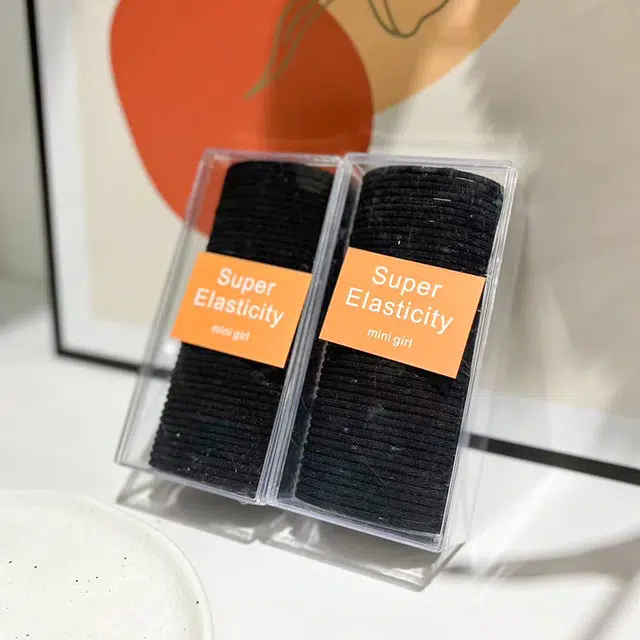 Super
Elasticity
mini girl
Super
Elasticity
mini girl